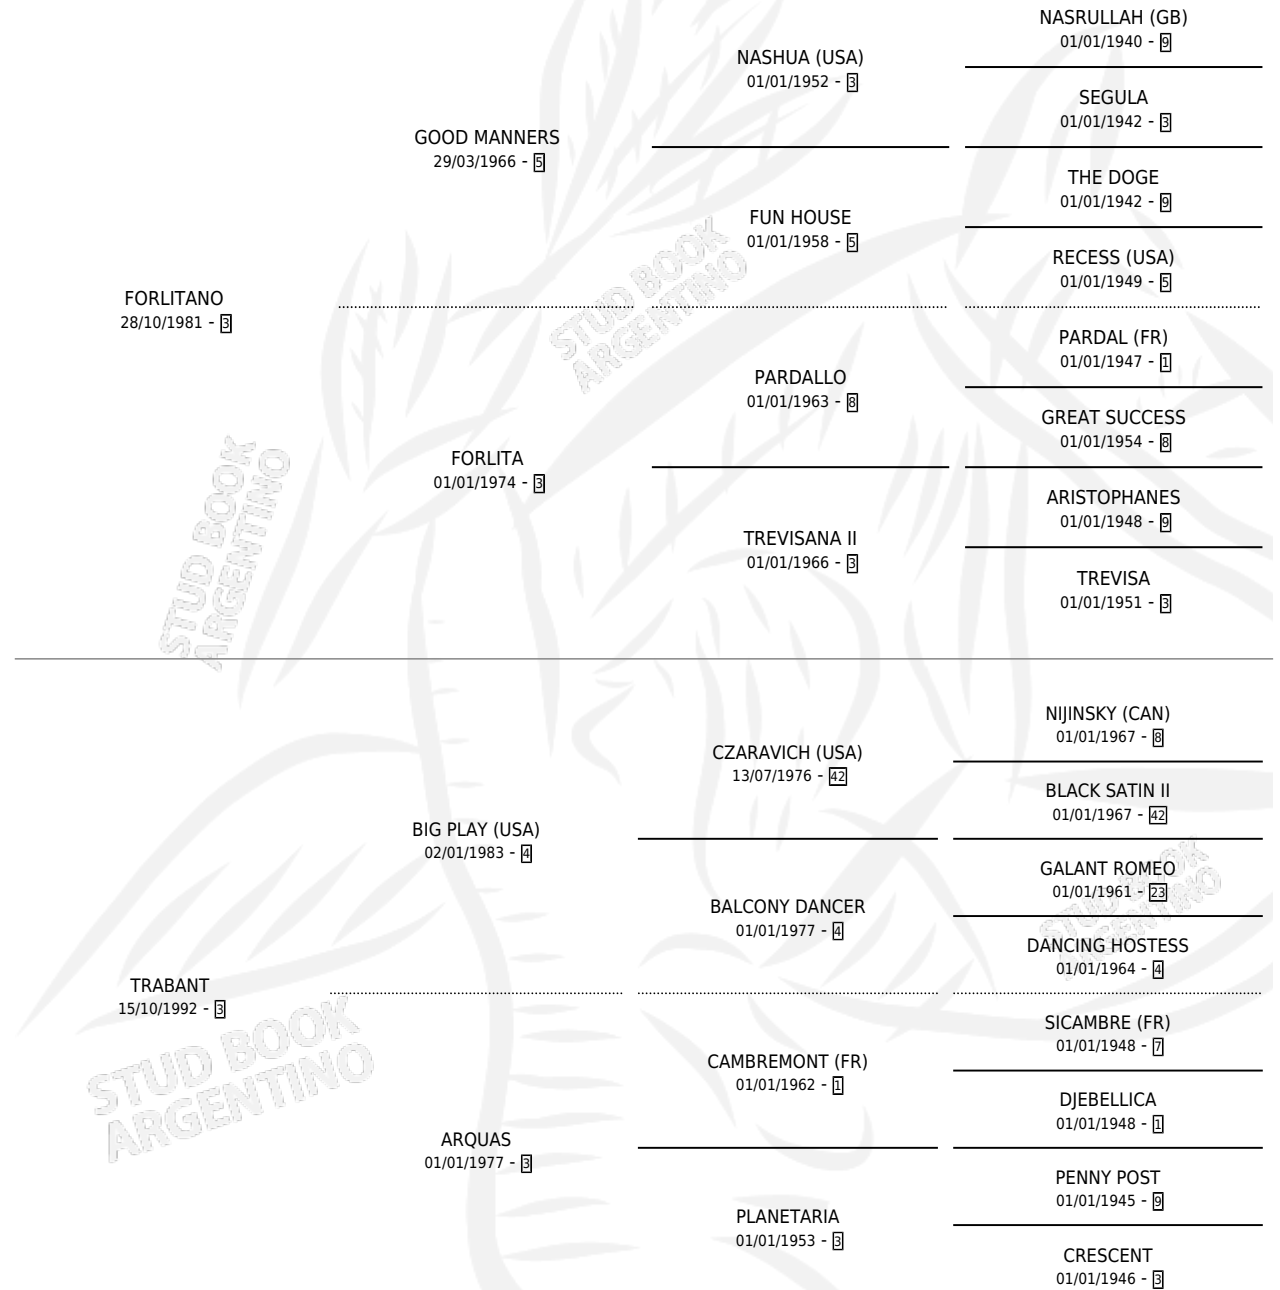 NASRULLAH (GB)
01/01/1940 - 9
NASHUA (USA)
01/01/1952 - 3
SEGULA
01/01/1942 - 3
GOOD MANNERS
29/03/1966 - 5
THE DOGE
01/01/1942 - 9
FUN HOUSE
01/01/1958 - 5
RECESS (USA)
01/01/1949 - 5
FORLITANO
28/10/1981 - 3
PARDAL (FR)
01/01/1947 - 1
PARDALLO
01/01/1963 - 8
GREAT SUCCESS
01/01/1954 - 8
FORLITA
01/01/1974 - 3
ARISTOPHANES
01/01/1948 - 9
TREVISANA II
01/01/1966 - 3
TREVISA
01/01/1951 - 3
NIJINSKY (CAN)
01/01/1967 - 8
CZARAVICH (USA)
13/07/1976 - 42
BLACK SATIN II
01/01/1967 - 42
BIG PLAY (USA)
02/01/1983 - 4
GALANT ROMEO
01/01/1961 - 23
BALCONY DANCER
01/01/1977 - 4
DANCING HOSTESS
01/01/1964 - 4
TRABANT
15/10/1992 - 3
SICAMBRE (FR)
01/01/1948 - 7
CAMBREMONT (FR)
01/01/1962 - 1
DJEBELLICA
01/01/1948 - 1
ARQUAS
01/01/1977 - 3
PENNY POST
01/01/1945 - 9
PLANETARIA
01/01/1953 - 3
CRESCENT
01/01/1946 - 3
STUD BOOK
ARGENTINO
STUD BOOK
ARGENTINO
STUD BOOK
ARGENTINO
STUD BOOK
ARGENTINO